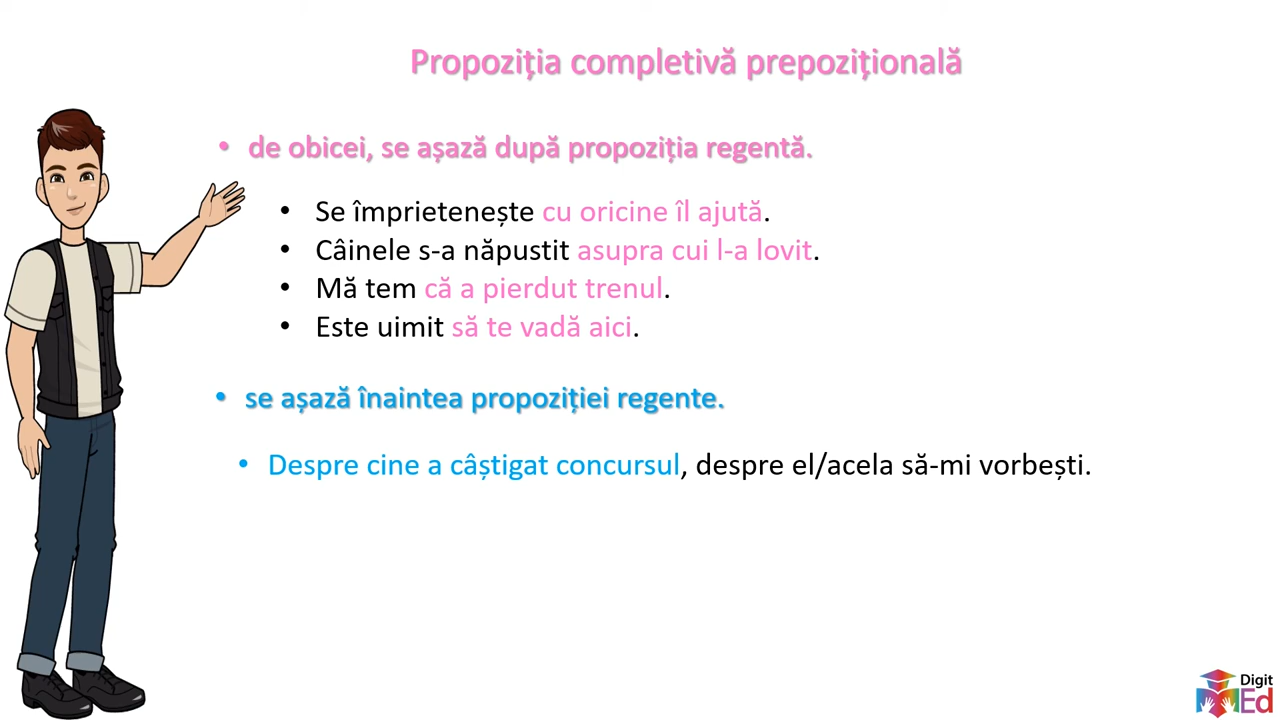 Propoziția completivă prepozițională
• de obicei, se așază după propoziția regentă.
• Se împrietenește cu oricine îl ajută.
• Câinele s-a năpustit asupra cui l-a lovit.
• Mă tem că a pierdut trenul.
• Este uimit să te vadă aici.
• se așază înaintea propoziției regente.
• Despre cine a câștigat concursul, despre el/acela să-mi vorbești.
Digit
Ed